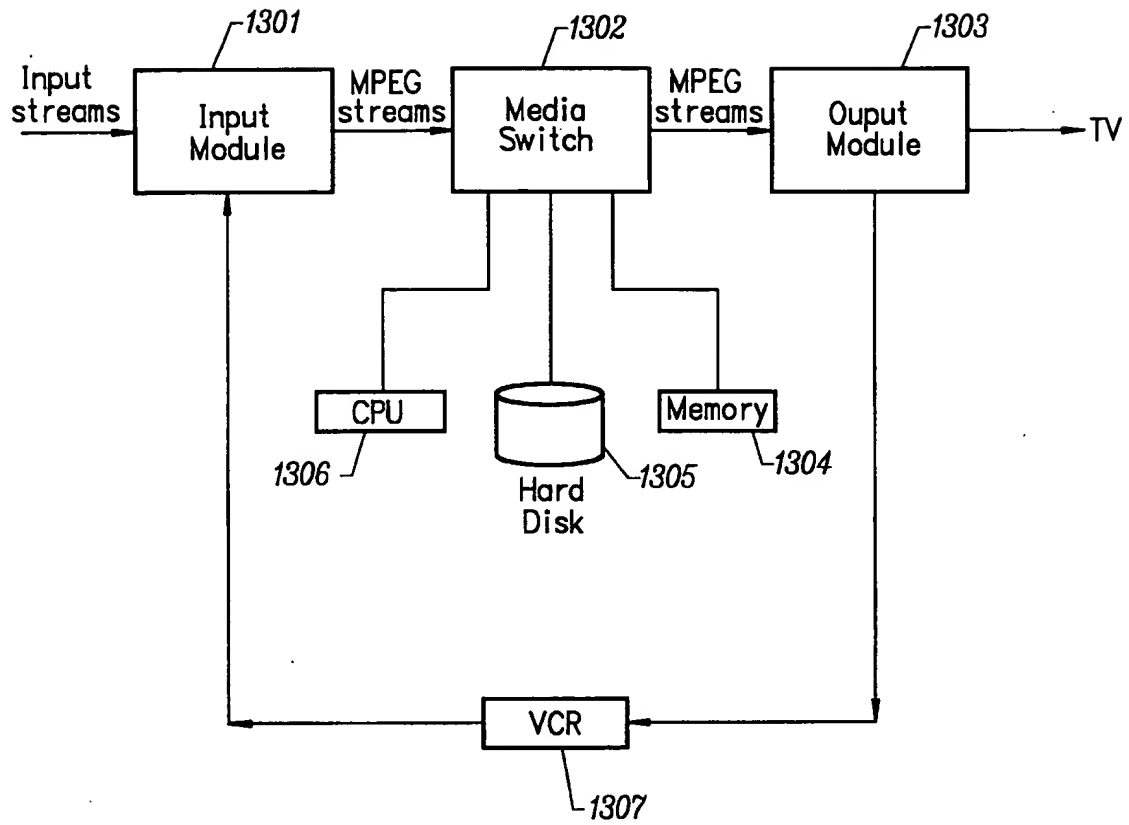 1301
1302
1303
Input
streams
Input
Module
MPEG
streams
Media
Switch
MPEG
streams
Ouput
Module
TV
CPU
1306
Hard
Disk
1305
Memory
1304
VCR
1307